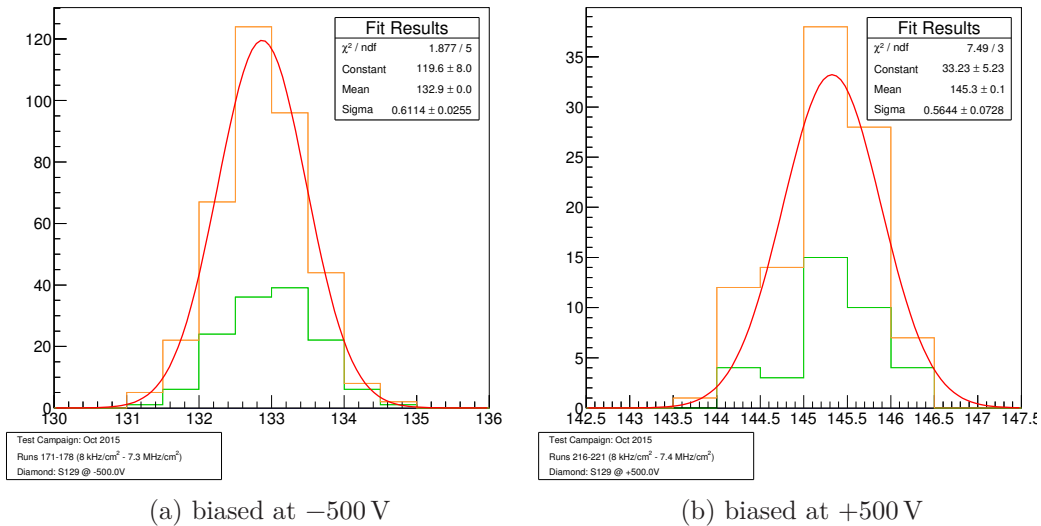 Fit Results
χ² / ndf 1.877 / 5
Constant 119.6 ± 8.0
Mean 132.9 ± 0.0
Sigma 0.6114 ± 0.0255
120
100
80
60
40
20
0
130 131 132 133 134 135 136
Test Campaign: Oct 2015
Runs 171-178 (8 kHz/cm² - 7.3 MHz/cm²)
Diamond: S129 @ -500.0V
(a) biased at −500 V
Fit Results
χ² / ndf 7.49 / 3
Constant 33.23 ± 5.23
Mean 145.3 ± 0.1
Sigma 0.5644 ± 0.0728
35
30
25
20
15
10
5
0
142.5 143 143.5 144 144.5 145 145.5 146 146.5 147 147.5
Test Campaign: Oct 2015
Runs 216-221 (8 kHz/cm² - 7.4 MHz/cm²)
Diamond: S129 @ +500.0V
(b) biased at +500 V